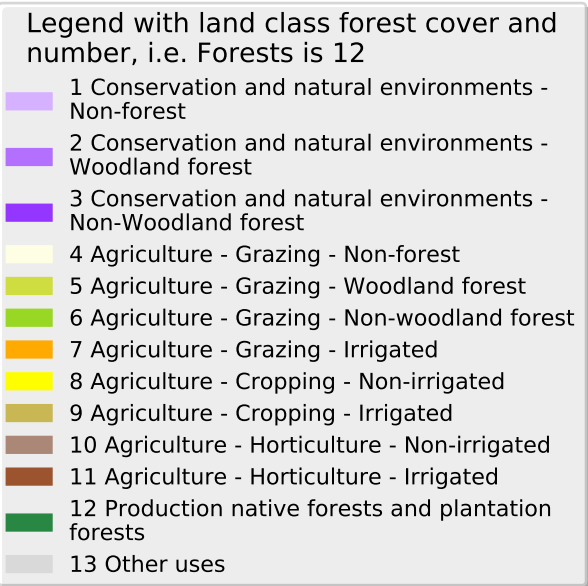 Legend with land class forest cover and
number, i.e. Forests is 12
1 Conservation and natural environments -
Non-forest
2 Conservation and natural environments -
Woodland forest
3 Conservation and natural environments -
Non-Woodland forest
4 Agriculture - Grazing - Non-forest
5 Agriculture - Grazing - Woodland forest
6 Agriculture - Grazing - Non-woodland forest
7 Agriculture - Grazing - Irrigated
8 Agriculture - Cropping - Non-irrigated
9 Agriculture - Cropping - Irrigated
10 Agriculture - Horticulture - Non-irrigated
11 Agriculture - Horticulture - Irrigated
12 Production native forests and plantation
forests
13 Other uses